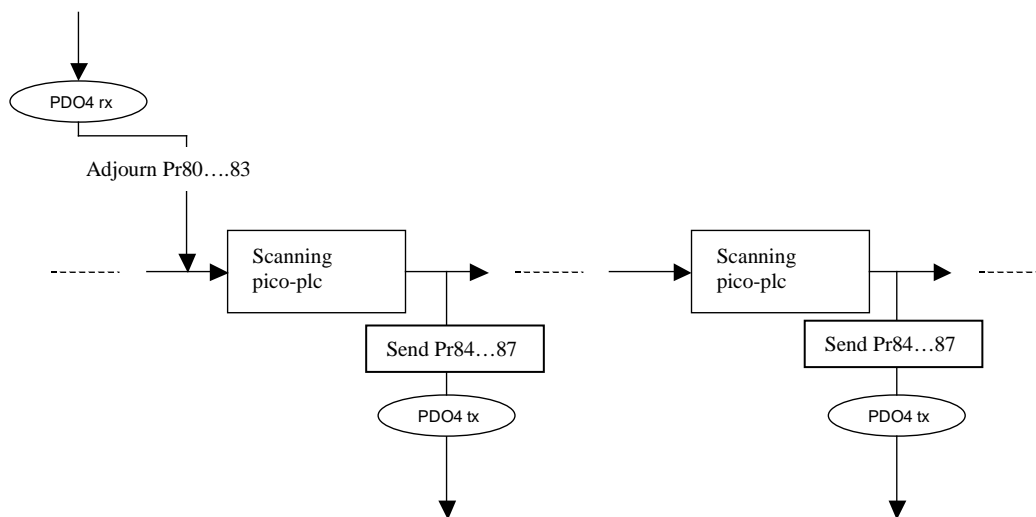 PDO4 rx
Adjourn Pr80….83
Scanning
pico-plc
Scanning
pico-plc
Send Pr84…87
Send Pr84…87
PDO4 tx
PDO4 tx